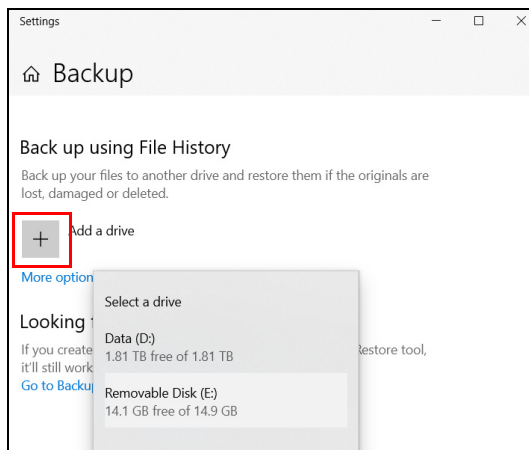 Settings
Backup
Back up using File History
Back up your files to another drive and restore them if the originals are
lost, damaged or deleted.
Add a drive
More option
Select a drive
Looking
Data (D:)
1.81 TB free of 1.81 TB
If you create
Restore tool,
it'll still work
Go to Backu
Removable Disk (E:)
14.1 GB free of 14.9 GB